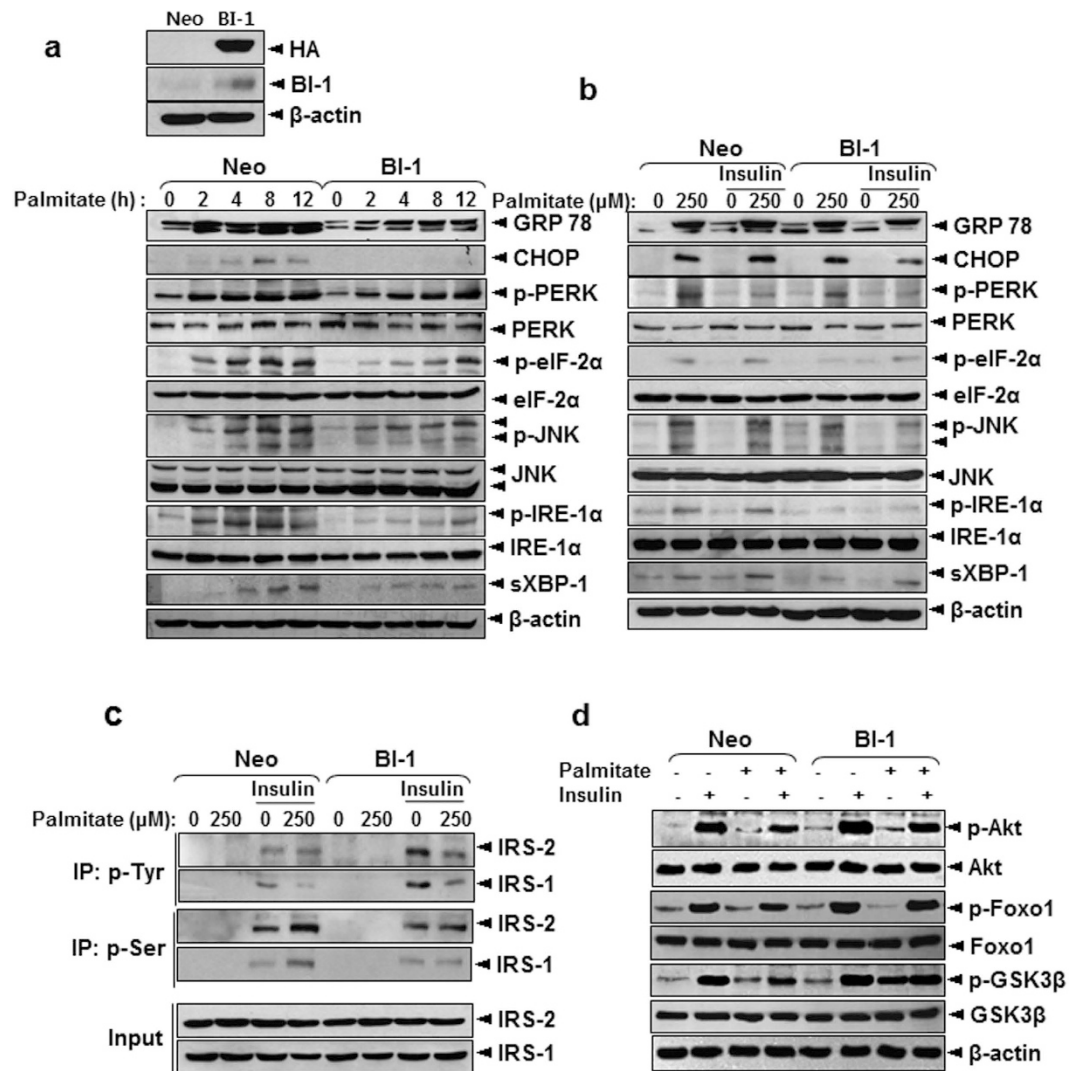 a
Neo BI-1
HA
BI-1
β-actin
Neo BI-1
Palmitate (h) : 0 2 4 8 12 0 2 4 8 12
GRP 78
CHOP
p-PERK
PERK
p-eIF-2α
eIF-2α
p-JNK
JNK
p-IRE-1α
IRE-1α
sXBP-1
β-actin
b
Neo BI-1
Insulin Insulin
Palmitate (µM): 0 250 0 250 0 250 0 250
GRP 78
CHOP
p-PERK
PERK
p-eIF-2α
eIF-2α
p-JNK
JNK
p-IRE-1α
IRE-1α
sXBP-1
β-actin
c
Neo BI-1
Insulin Insulin
Palmitate (µM): 0 250 0 250 0 250 0 250
IP: p-Tyr
IRS-2
IRS-1
IP: p-Ser
IRS-2
IRS-1
Input
IRS-2
IRS-1
d
Neo BI-1
Palmitate - - + + - - + +
Insulin - + - + - + - +
p-Akt
Akt
p-Foxo1
Foxo1
p-GSK3β
GSK3β
β-actin